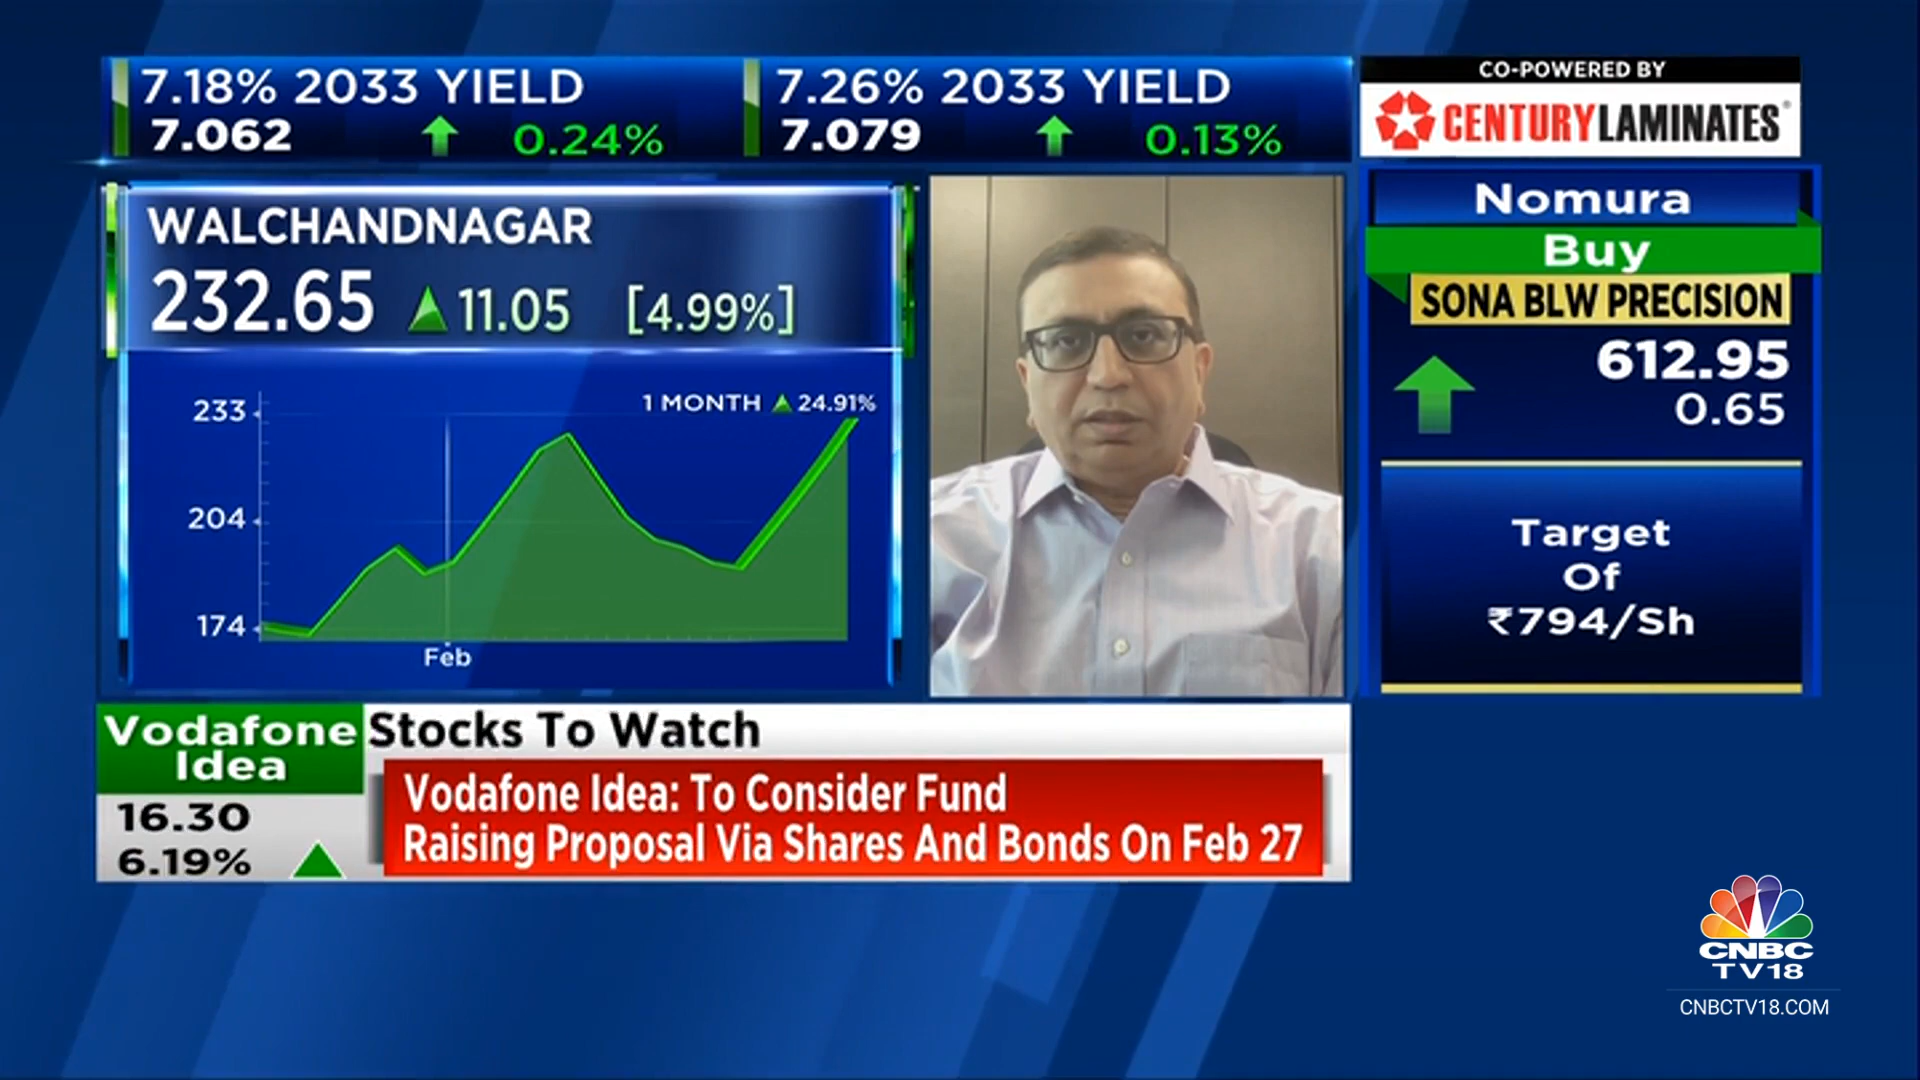 7.18% 2033 YIELD
7.062 0.24%
7.26% 2033 YIELD
7.079 0.13%
CO-POWERED BY
CENTURYLAMINATES®
WALCHANDNAGAR
232.65 11.05 [4.99%]
1 MONTH 24.91%
233
204
174
Feb
Nomura
Buy
SONA BLW PRECISION
612.95
0.65
Target
Of
₹794/Sh
Vodafone
Idea
16.30
6.19%
Stocks To Watch
Vodafone Idea: To Consider Fund
Raising Proposal Via Shares And Bonds On Feb 27
CNBC
TV18
CNBCTV18.COM